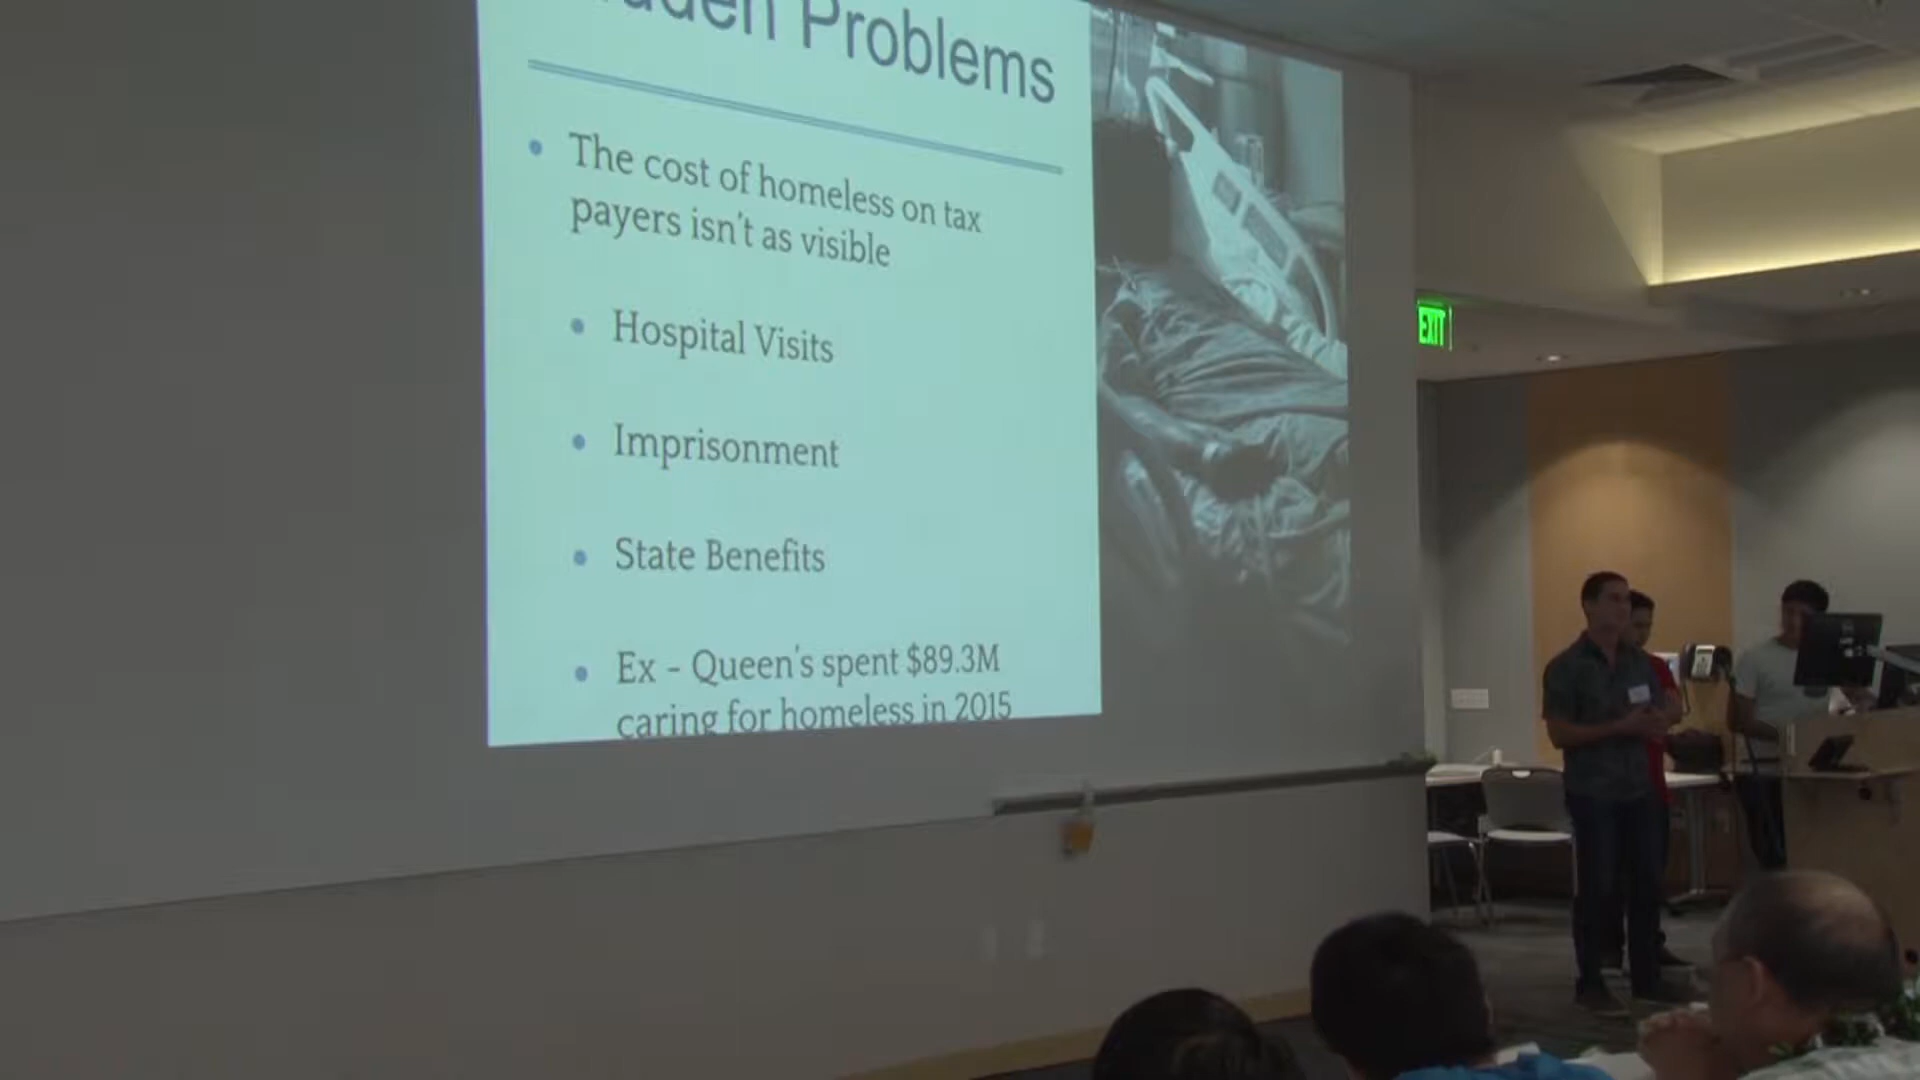 Problems
The cost of homeless on tax
payers isn't as visible
Hospital Visits
Imprisonment
State Benefits
Ex - Queen's spent $89.3M
caring for homeless in 2015
EXIT